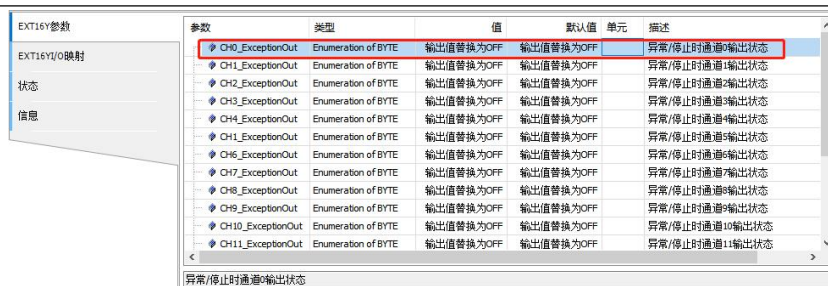 EXT16Y参数
EXT16YI/O映射
状态
信息
参数 类型 值 默认值 单元 描述
CH0_ExceptionOut Enumeration of BYTE 输出值替换为OFF 输出值替换为OFF 异常/停止时通道0输出状态
CH1_ExceptionOut Enumeration of BYTE 输出值替换为OFF 输出值替换为OFF 异常/停止时通道1输出状态
CH2_ExceptionOut Enumeration of BYTE 输出值替换为OFF 输出值替换为OFF 异常/停止时通道2输出状态
CH3_ExceptionOut Enumeration of BYTE 输出值替换为OFF 输出值替换为OFF 异常/停止时通道3输出状态
CH4_ExceptionOut Enumeration of BYTE 输出值替换为OFF 输出值替换为OFF 异常/停止时通道4输出状态
CH1_ExceptionOut Enumeration of BYTE 输出值替换为OFF 输出值替换为OFF 异常/停止时通道5输出状态
CH6_ExceptionOut Enumeration of BYTE 输出值替换为OFF 输出值替换为OFF 异常/停止时通道6输出状态
CH7_ExceptionOut Enumeration of BYTE 输出值替换为OFF 输出值替换为OFF 异常/停止时通道7输出状态
CH8_ExceptionOut Enumeration of BYTE 输出值替换为OFF 输出值替换为OFF 异常/停止时通道8输出状态
CH9_ExceptionOut Enumeration of BYTE 输出值替换为OFF 输出值替换为OFF 异常/停止时通道9输出状态
CH10_ExceptionOut Enumeration of BYTE 输出值替换为OFF 输出值替换为OFF 异常/停止时通道10输出状态
CH11_ExceptionOut Enumeration of BYTE 输出值替换为OFF 输出值替换为OFF 异常/停止时通道11输出状态
异常/停止时通道0输出状态